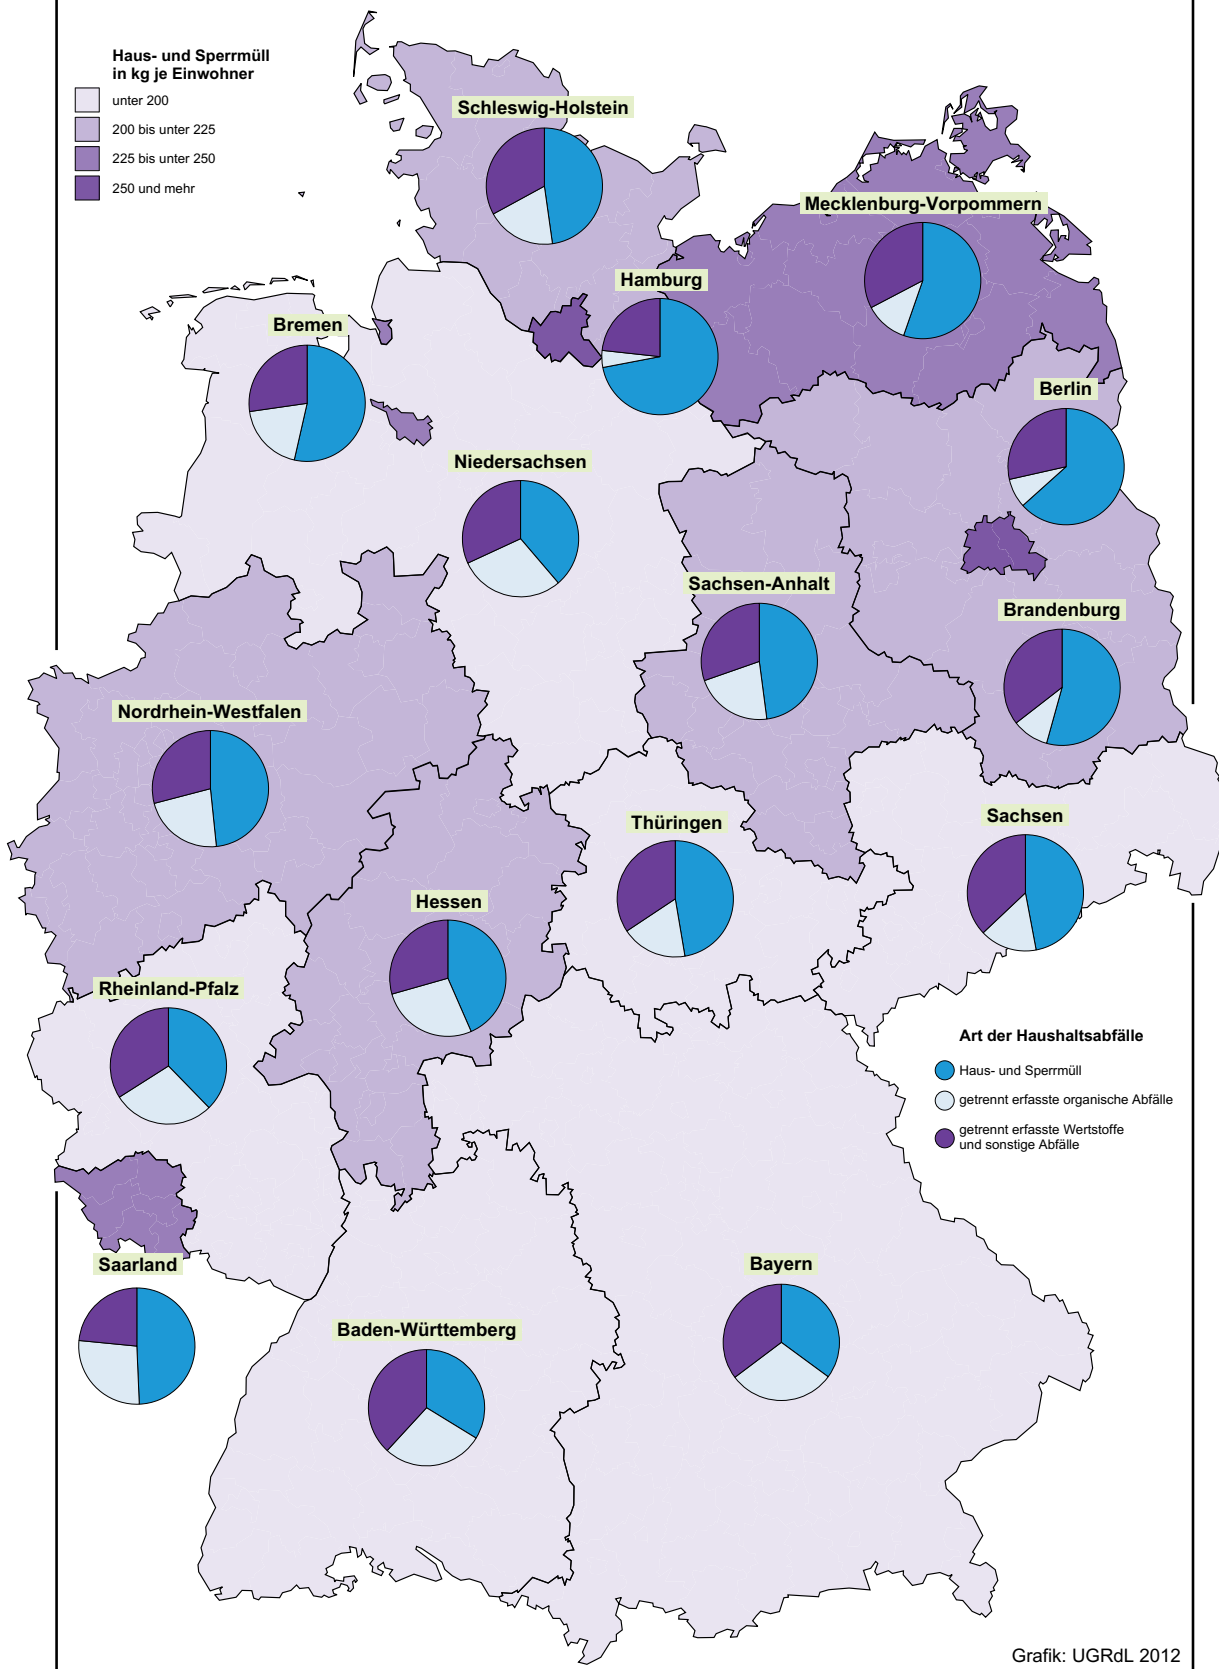 Haus- und Sperrmüll
in kg je Einwohner
unter 200
200 bis unter 225
225 bis unter 250
250 und mehr
Schleswig-Holstein
Mecklenburg-Vorpommern
Hamburg
Bremen
Berlin
Niedersachsen
Sachsen-Anhalt
Brandenburg
Nordrhein-Westfalen
Thüringen
Sachsen
Hessen
Rheinland-Pfalz
Art der Haushaltsabfälle
Haus- und Sperrmüll
getrennt erfasste organische Abfälle
getrennt erfasste Wertstoffe
und sonstige Abfälle
Saarland
Bayern
Baden-Württemberg
Grafik: UGRdL 2012